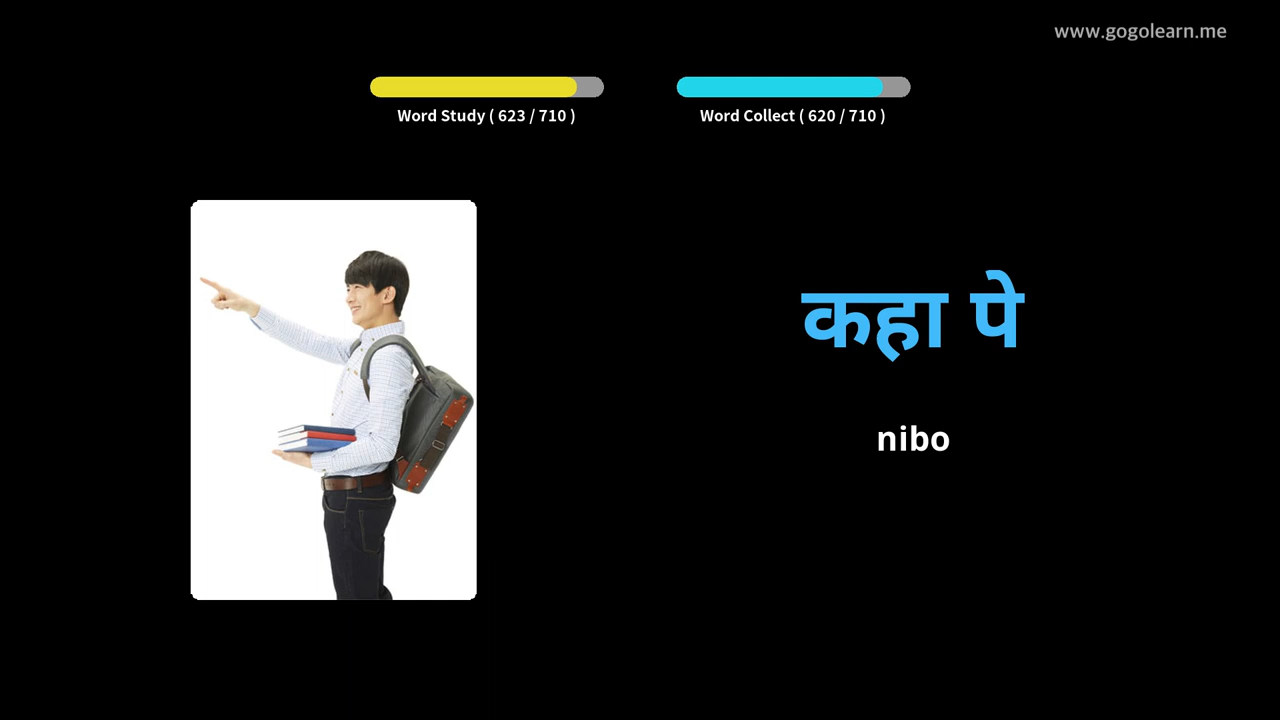 www.gogolearn.me
Word Study ( 623 / 710 )
Word Collect ( 620 / 710 )
कहा पे
nibo